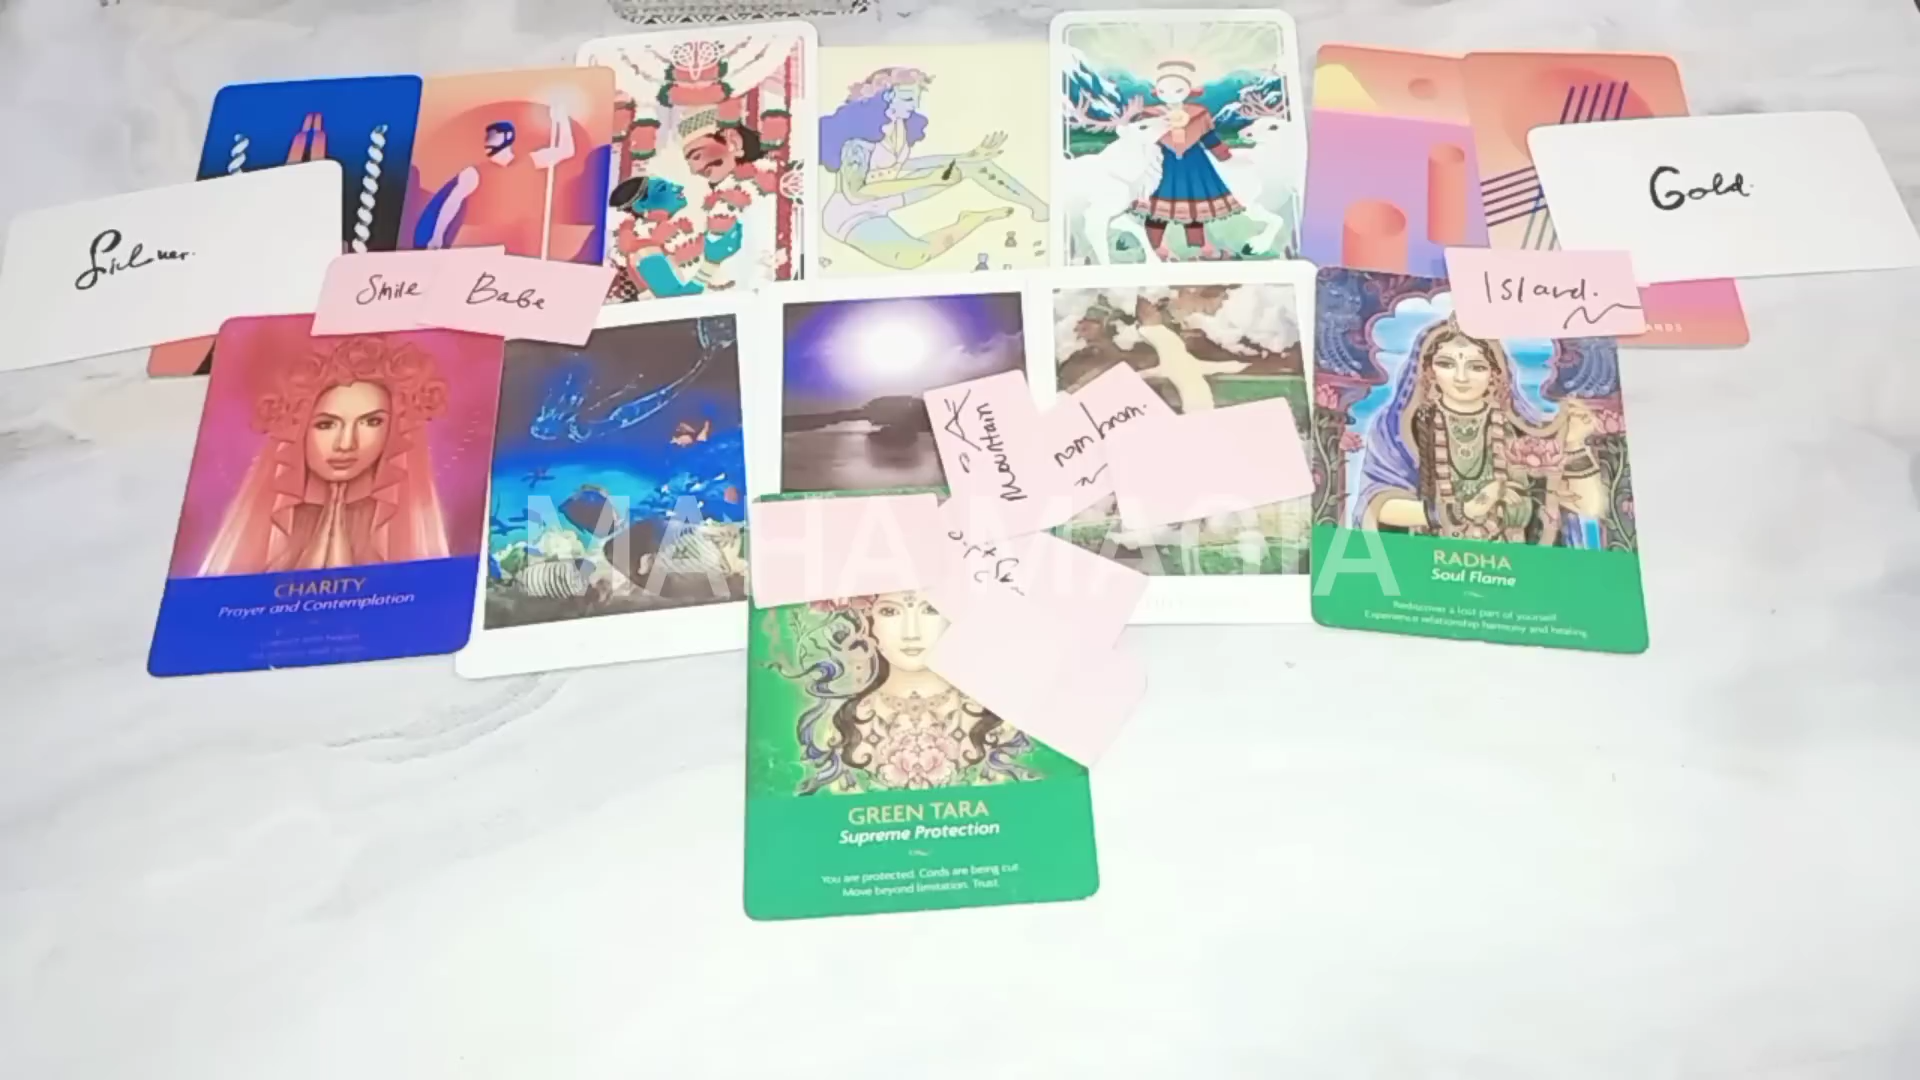 Silver.
Gold.
Smile
Babe
Island.
Mountain
MAHA MAGIA
CHARITY
Prayer and Contemplation
RADHA
Soul Flame
Rediscover a lost part of yourself
Experience relationship harmony and healing
GREEN TARA
Supreme Protection
You are protected. Cords are being cut.
Move beyond limitation. Trust.